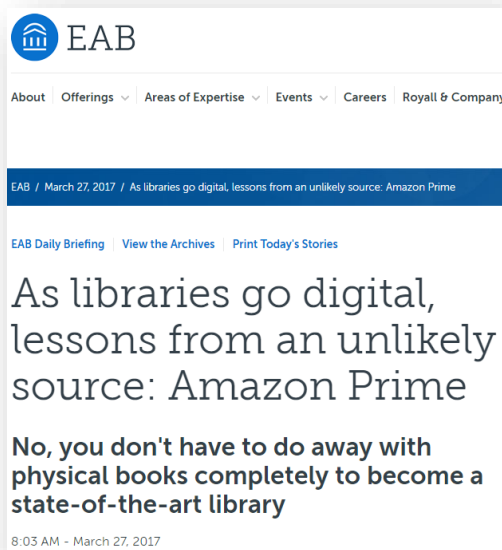 EAB
About Offerings Areas of Expertise Events Careers Royall & Company
EAB / March 27, 2017 / As libraries go digital, lessons from an unlikely source: Amazon Prime
EAB Daily Briefing View the Archives Print Today's Stories
As libraries go digital,
lessons from an unlikely
source: Amazon Prime
No, you don't have to do away with
physical books completely to become a
state-of-the-art library
8:03 AM - March 27, 2017